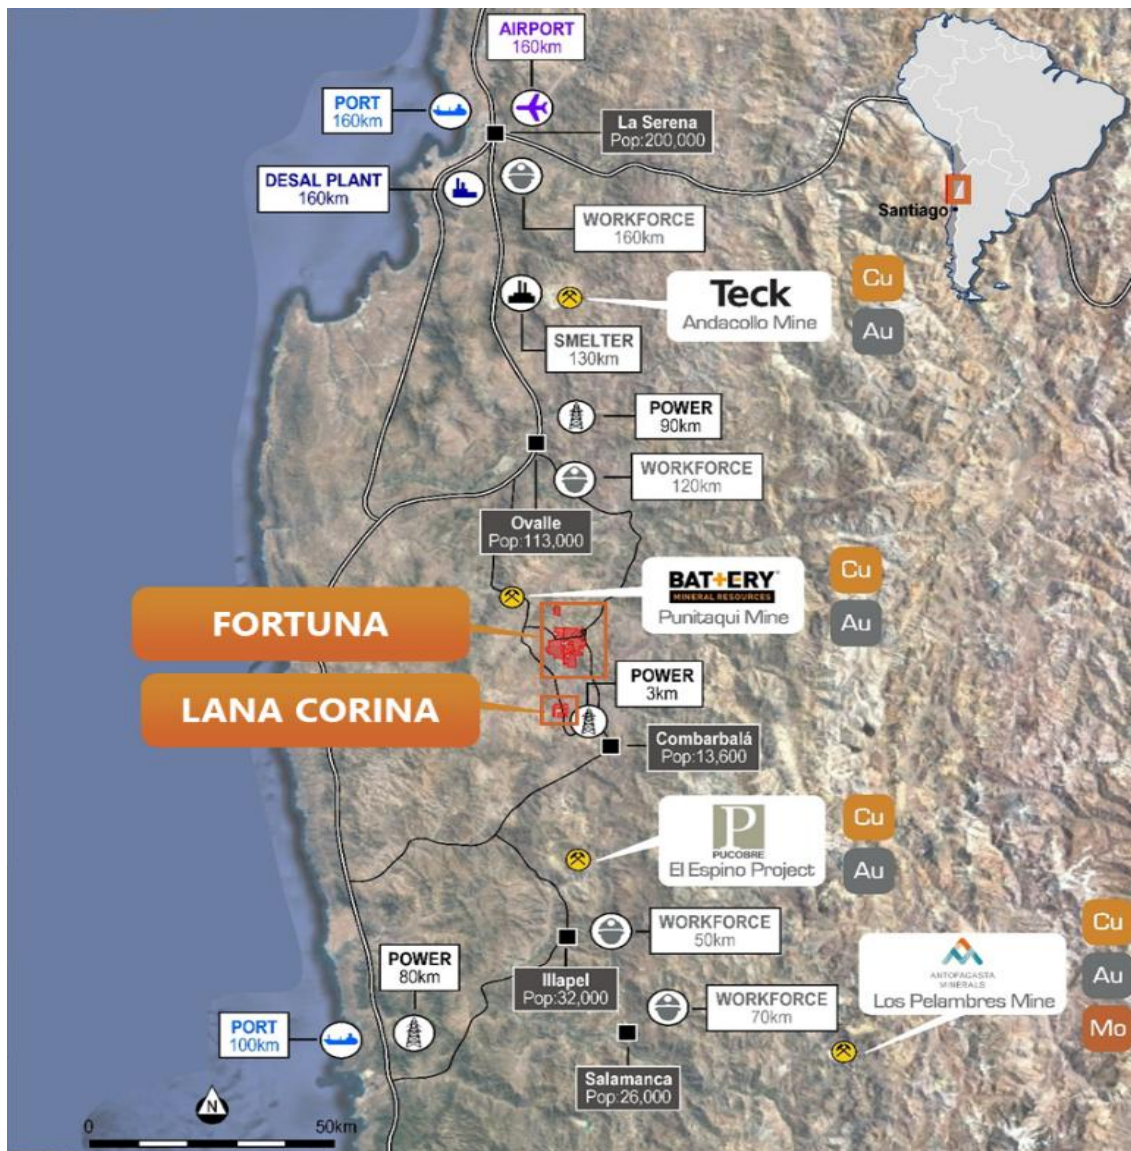 AIRPORT
160km
PORT
160km
La Serena
Pop:200,000
DESAL PLANT
160km
Santiago
WORKFORCE
160km
Teck
Andacollo Mine
Cu
Au
SMELTER
130km
POWER
90km
WORKFORCE
120km
Ovalle
Pop:113,000
BATTERY
MINERAL RESOURCES
Punitaqui Mine
Cu
Au
FORTUNA
POWER
3km
LANA CORINA
Combarbalá
Pop:13,600
P
PUCOBRE
El Espino Project
Cu
Au
WORKFORCE
50km
Illapel
Pop:32,000
POWER
80km
ANTOFAGASTA
MINERALS
Los Pelambres Mine
Cu
Au
Mo
WORKFORCE
70km
PORT
100km
Salamanca
Pop:26,000
N
0
50km